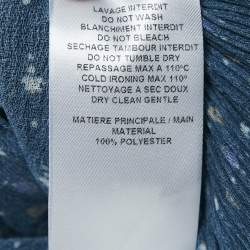 LAVAGE INTERDIT
DO NOT WASH
BLANCHIMENT INTERDIT
DO NOT BLEACH
SECHAGE TAMBOUR INTERDIT
DO NOT TUMBLE DRY
REPASSAGE MAX A 110°C
COLD IRONING MAX 110°
NETTOYAGE A SEC DOUX
DRY CLEAN GENTLE
MATIERE PRINCIPALE / MAIN
MATERIAL
100% POLYESTER